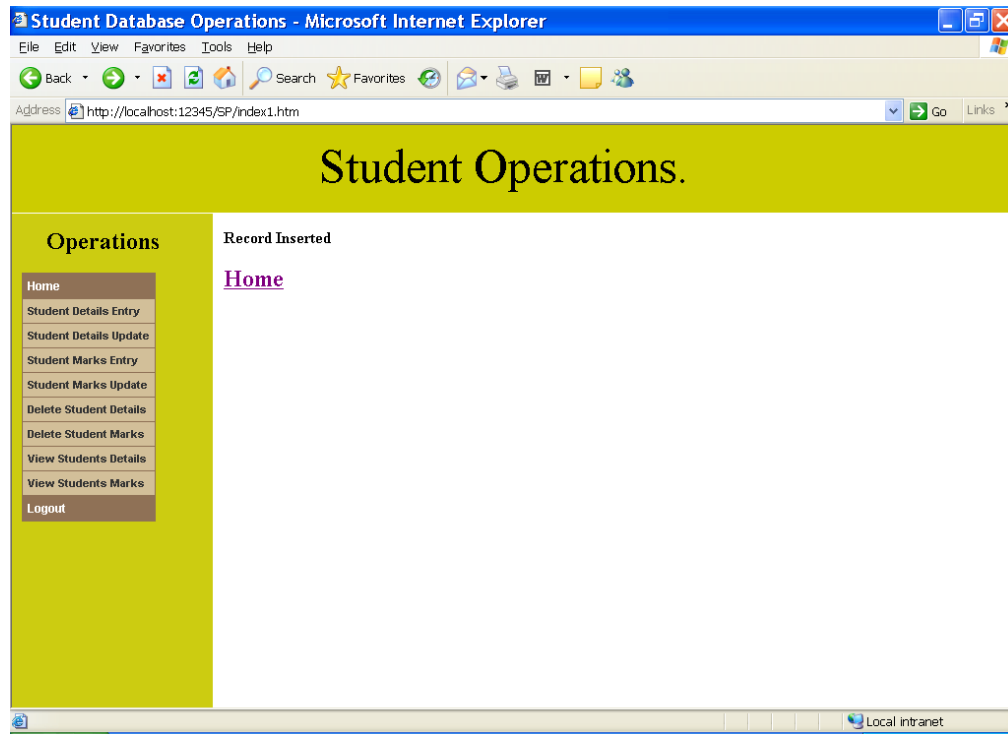 Student Database Operations - Microsoft Internet Explorer
File Edit View Favorites Tools Help
Back Search Favorites
Address http://localhost:12345/SP/index1.htm Go Links
Student Operations.
Operations
Home
Student Details Entry
Student Details Update
Student Marks Entry
Student Marks Update
Delete Student Details
Delete Student Marks
View Students Details
View Students Marks
Logout
Record Inserted
Home
Local intranet